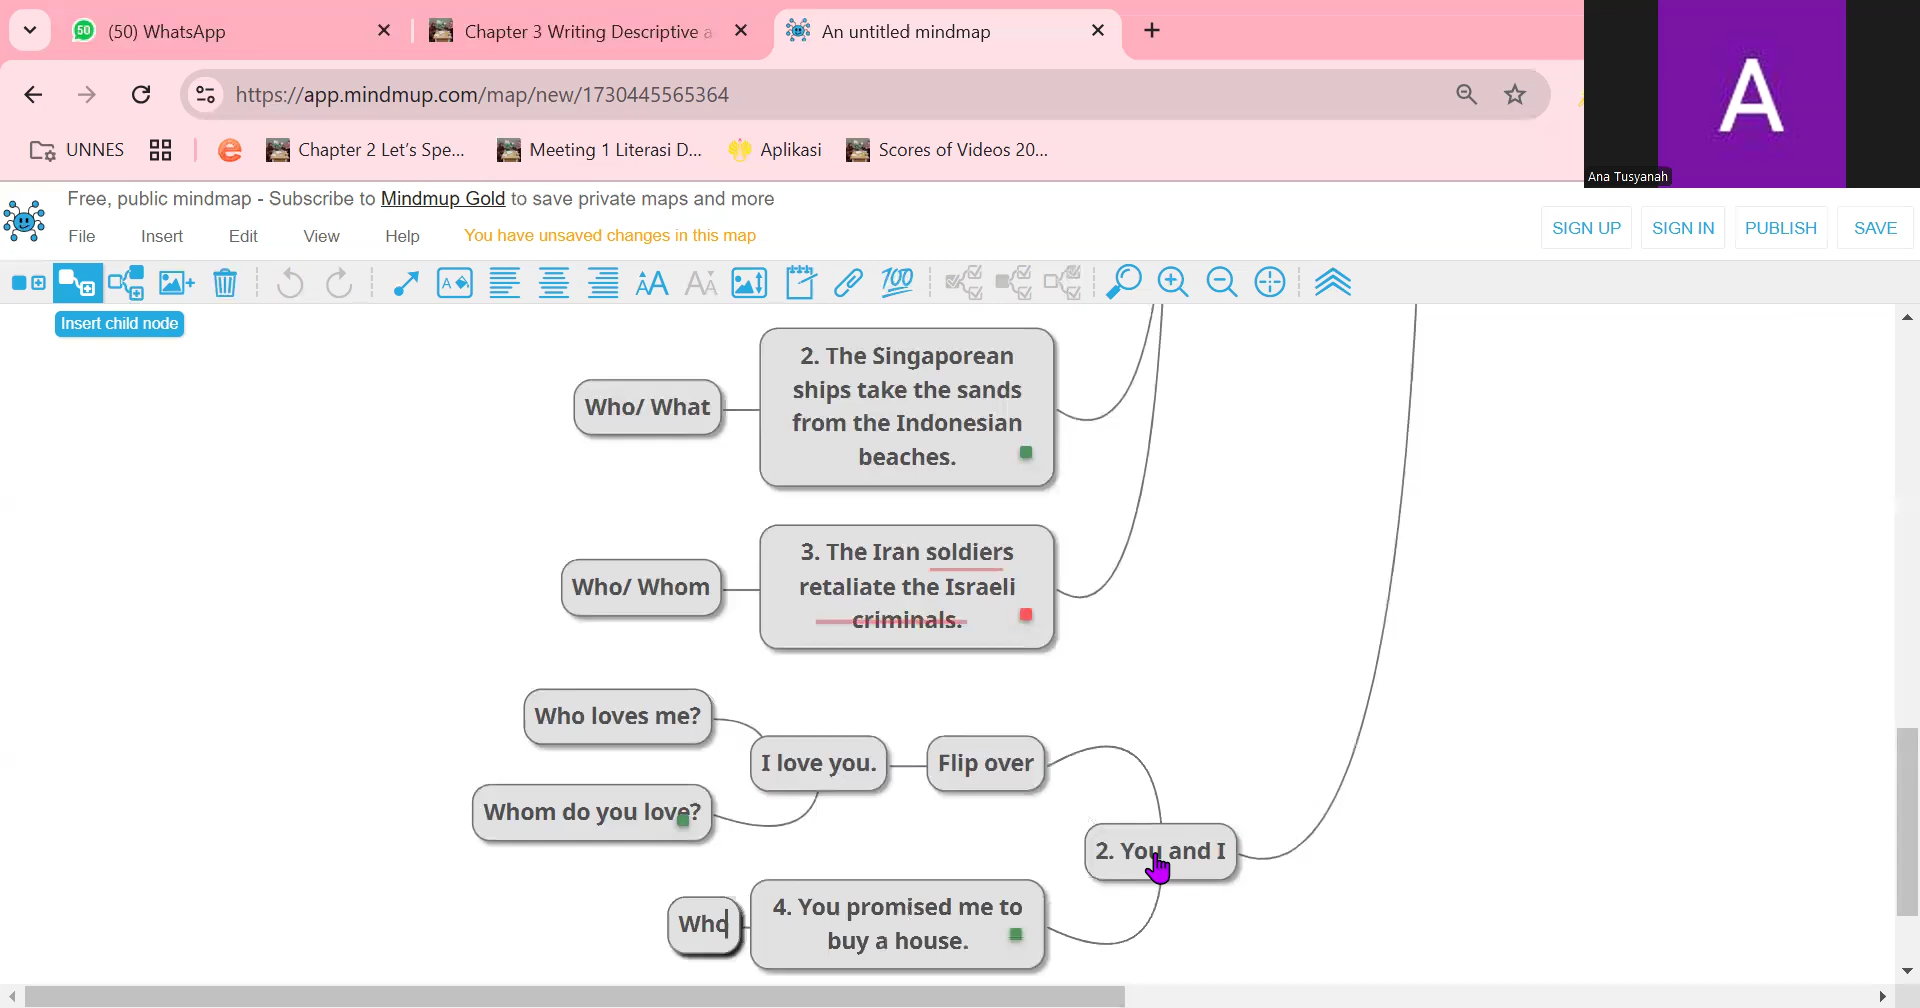 50
(50) WhatsApp
Chapter 3 Writing Descriptive a
An untitled mindmap
https://app.mindmup.com/map/new/1730445565364
UNNES
Chapter 2 Let's Spe...
Meeting 1 Literasi D...
Aplikasi
Scores of Videos 20...
A
Ana Tusyanah
Free, public mindmap - Subscribe to Mindmup Gold to save private maps and more
File
Insert
Edit
View
Help
You have unsaved changes in this map
SIGN UP
SIGN IN
PUBLISH
SAVE
A
AA
AA
100
Insert child node
Who/ What
2. The Singaporean
ships take the sands
from the Indonesian
beaches.
Who/ Whom
3. The Iran soldiers
retaliate the Israeli
criminals.
Who loves me?
I love you.
Flip over
Whom do you love?
2. You and I
Who
4. You promised me to
buy a house.